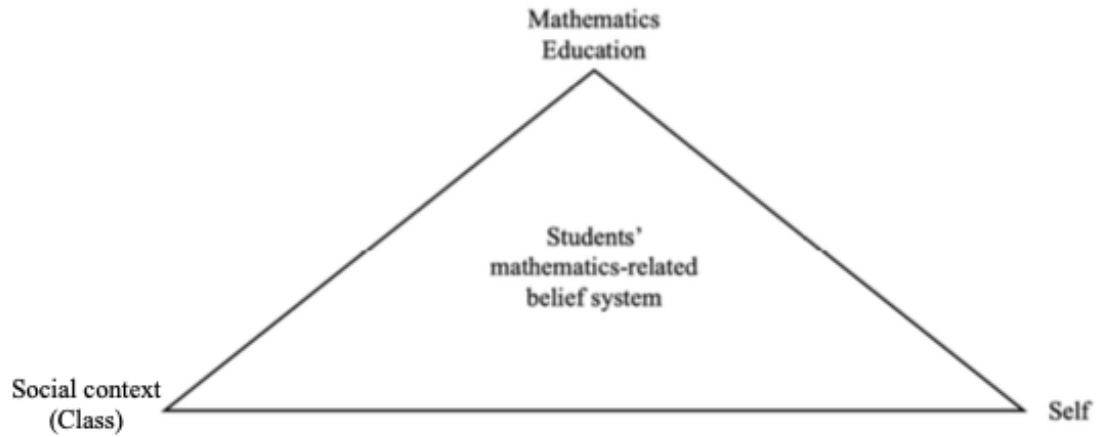 Mathematics
Education
Students’
mathematics-related
belief system
Social context
(Class)
Self